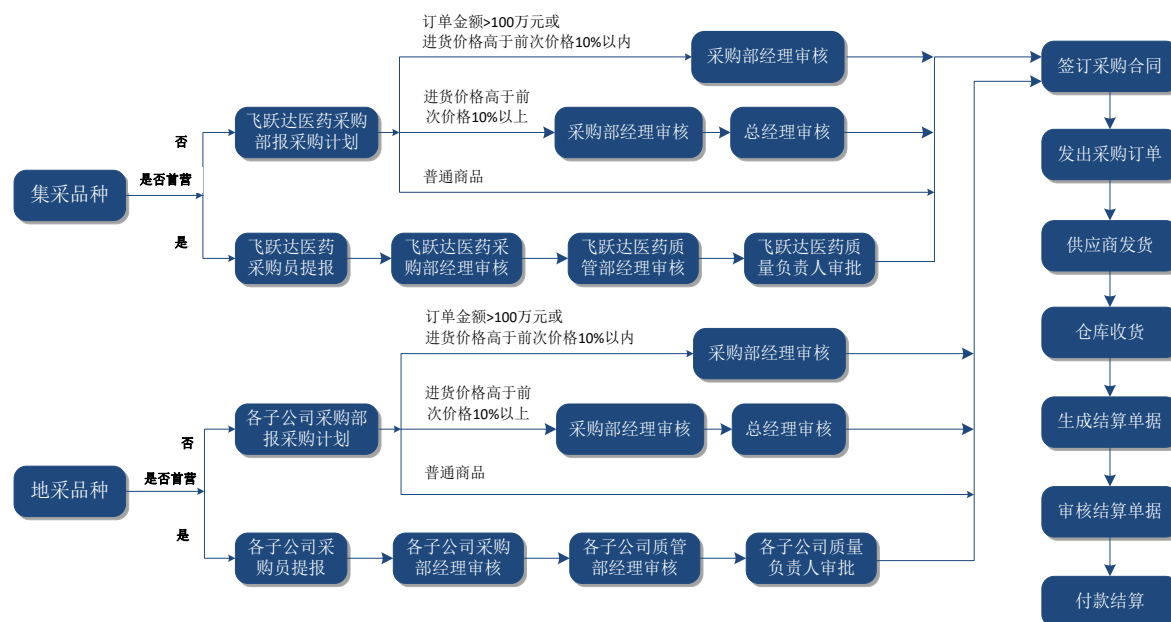 订单金额>100万元或
进货价格高于前次价格10%以内
采购部经理审核
进货价格高于前
次价格10%以上
采购部经理审核
总经理审核
普通商品
飞跃达医药采购
部报采购计划
否
集采品种
是否首营
是
飞跃达医药
采购员提报
飞跃达医药采
购部经理审核
飞跃达医药质
管部经理审核
飞跃达医药质
量负责人审批
订单金额>100万元或
进货价格高于前次价格10%以内
采购部经理审核
进货价格高于前
次价格10%以上
采购部经理审核
总经理审核
普通商品
各子公司采购部
报采购计划
否
地采品种
是否首营
是
各子公司采
购员提报
各子公司采购
部经理审核
各子公司质管
部经理审核
各子公司质量
负责人审批
签订采购合同
发出采购订单
供应商发货
仓库收货
生成结算单据
审核结算单据
付款结算